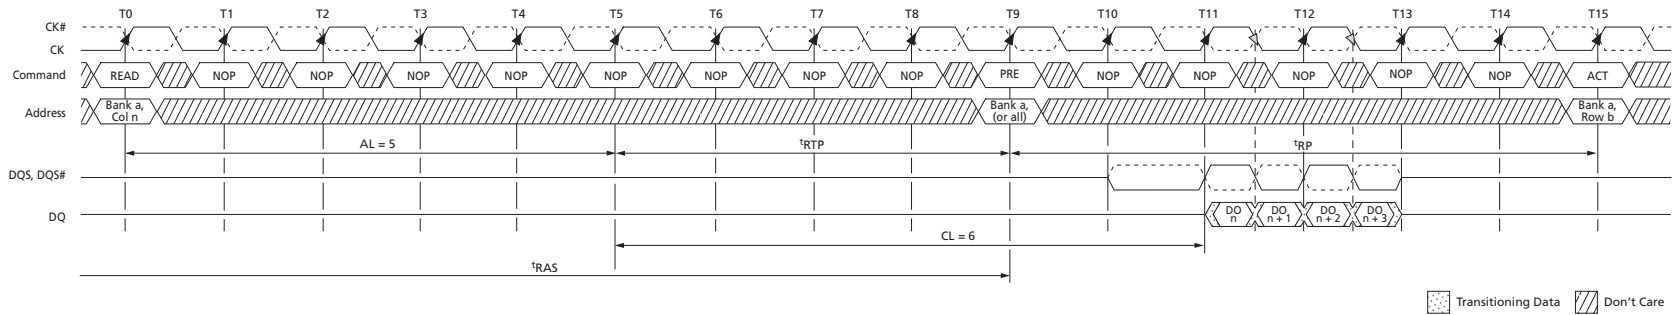 T0 T1 T2 T3 T4 T5 T6 T7 T8 T9 T10 T11 T12 T13 T14 T15
CK#
CK
Command READ NOP NOP NOP NOP NOP NOP NOP NOP PRE NOP NOP NOP NOP NOP ACT
Address
Bank a,
Col n
Bank a,
(or all)
Bank a,
Row b
AL = 5
tRTP
tRP
DQS, DQS#
DQ
DO
n
DO
n + 1
DO
n + 2
DO
n + 3
CL = 6
tRAS
Transitioning Data
Don't Care